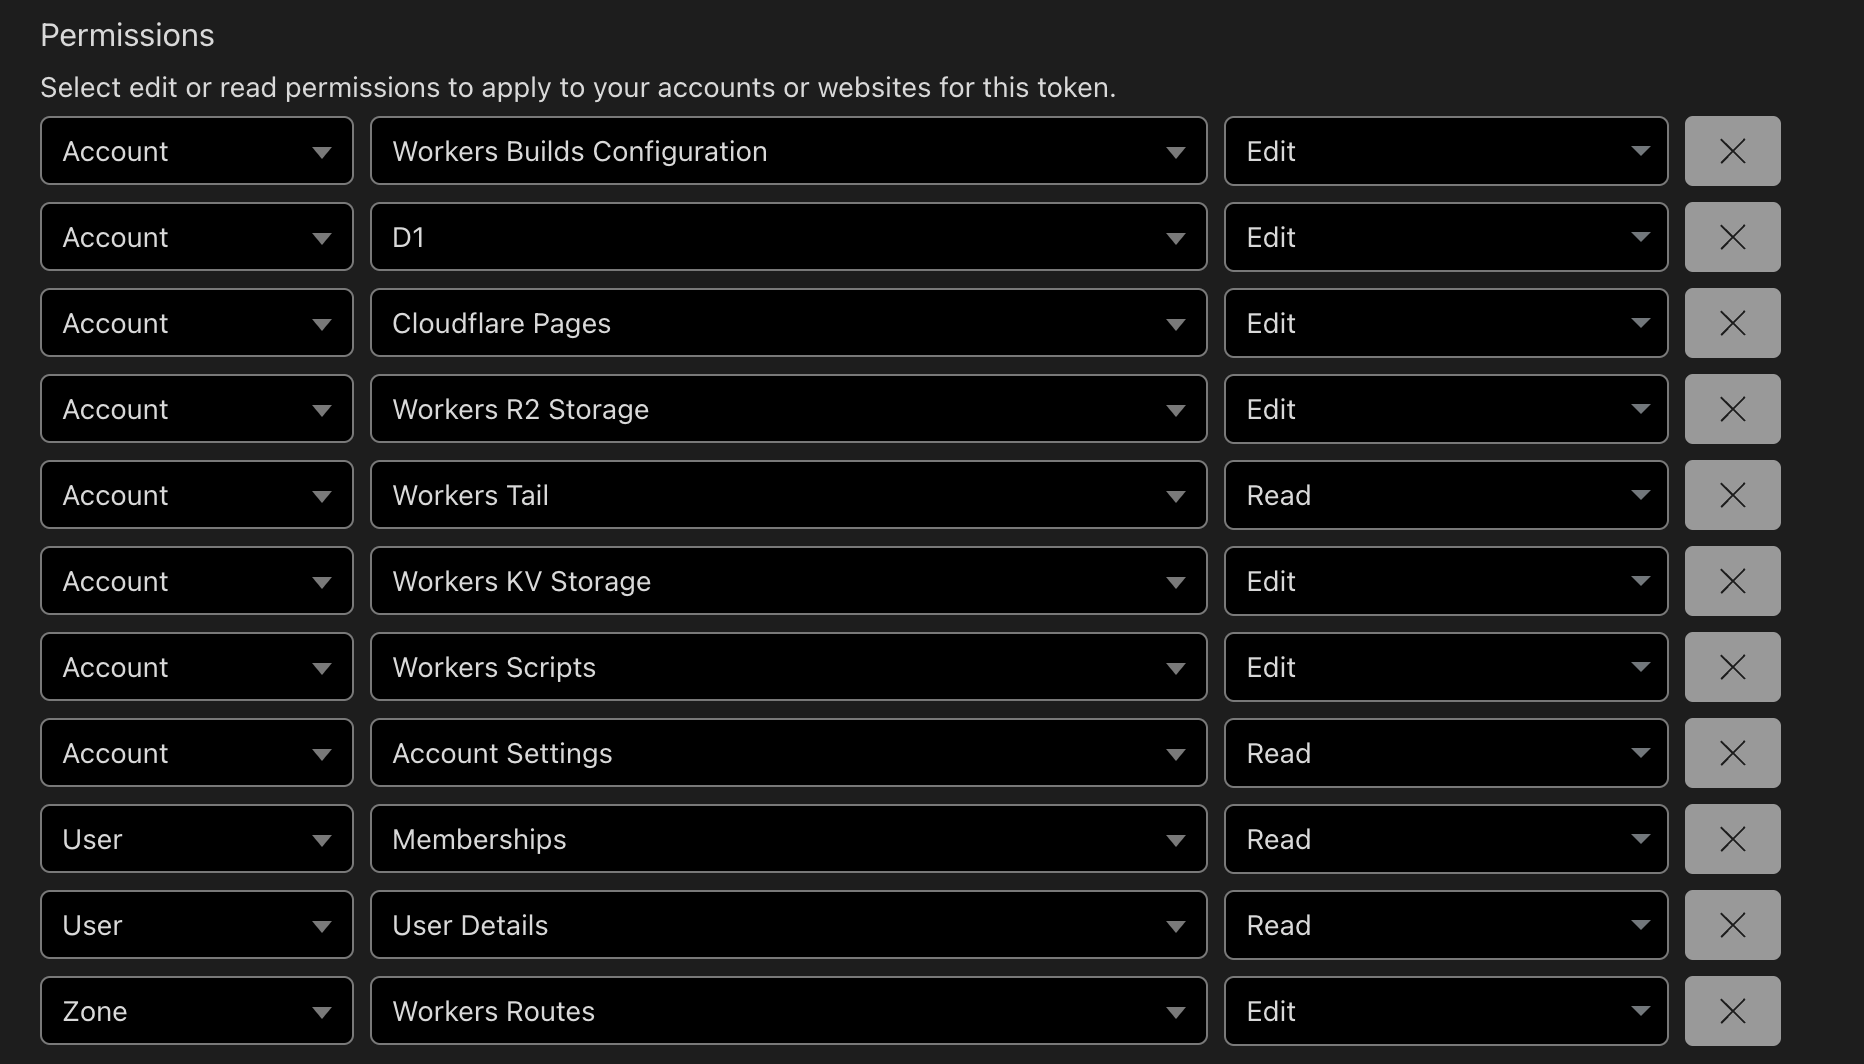 Permissions
Select edit or read permissions to apply to your accounts or websites for this token.
Account Workers Builds Configuration Edit
Account D1 Edit
Account Cloudflare Pages Edit
Account Workers R2 Storage Edit
Account Workers Tail Read
Account Workers KV Storage Edit
Account Workers Scripts Edit
Account Account Settings Read
User Memberships Read
User User Details Read
Zone Workers Routes Edit